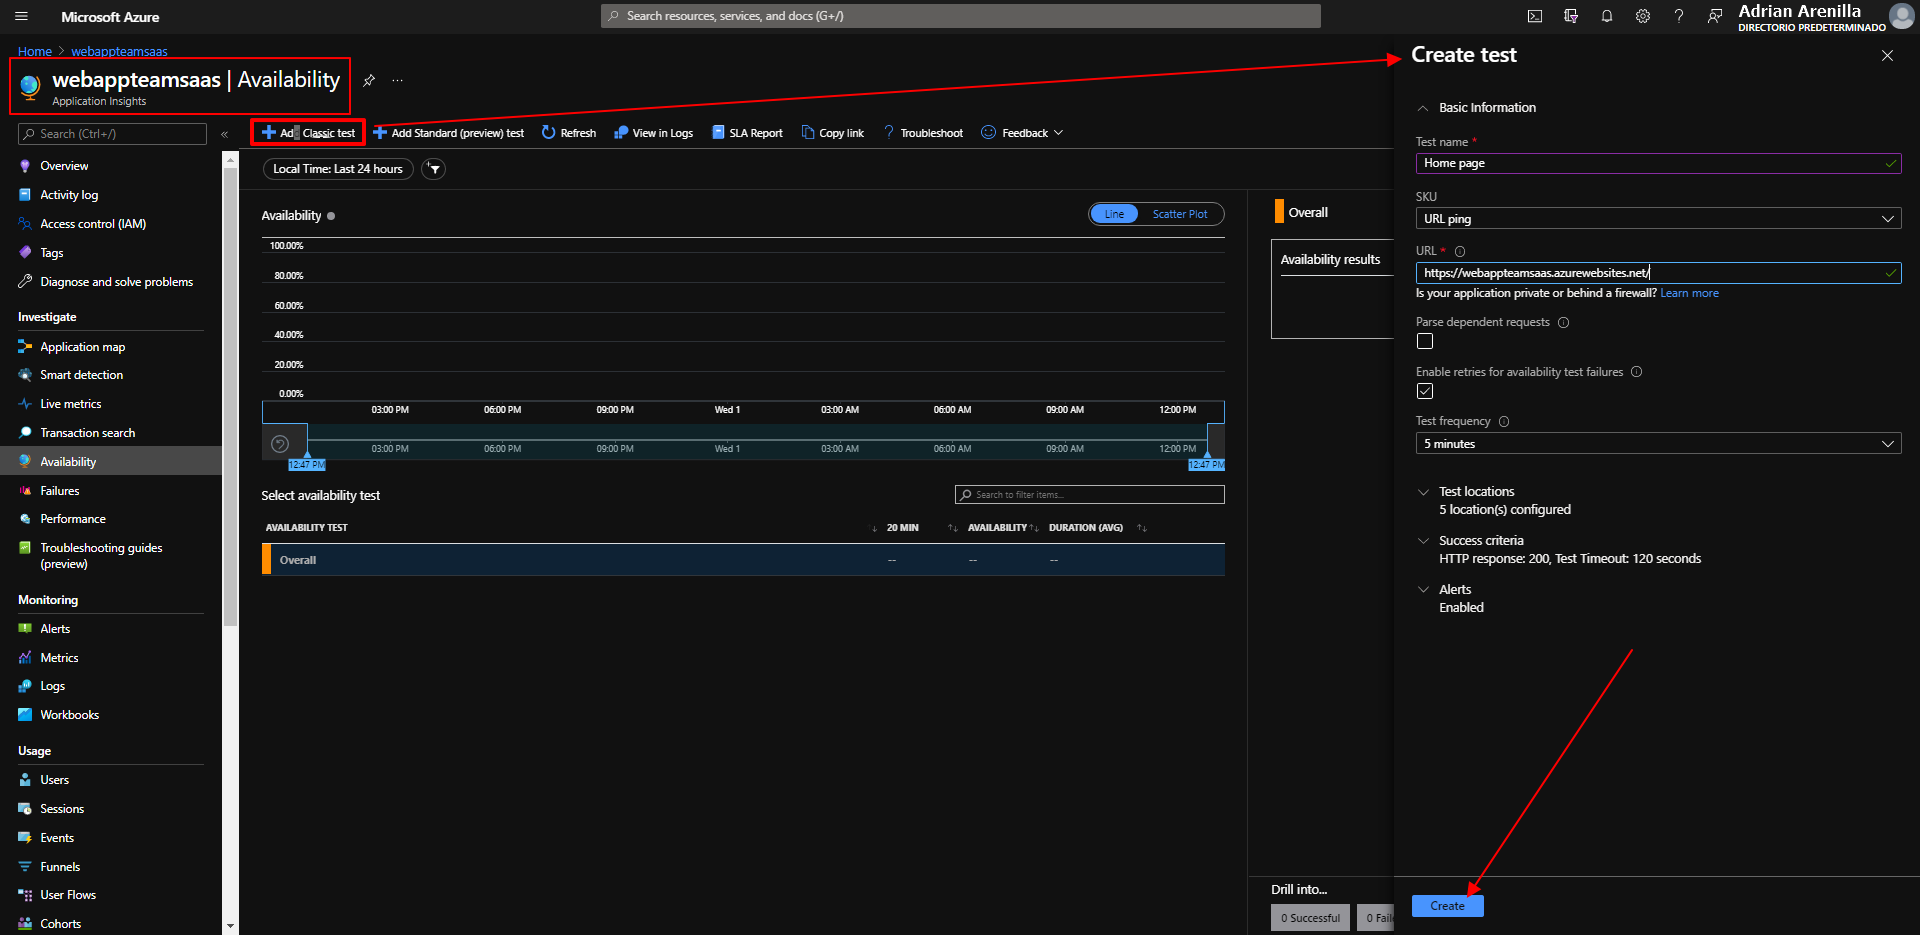 Microsoft Azure
Search resources, services, and docs (G+/)
Adrian Arenilla
DIRECTORIO PREDETERMINADO
Home > webappteamsaas
webappteamsaas | Availability
Application Insights
Search (Ctrl+/)
Overview
Activity log
Access control (IAM)
Tags
Diagnose and solve problems
Investigate
Application map
Smart detection
Live metrics
Transaction search
Availability
Failures
Performance
Troubleshooting guides
(preview)
Monitoring
Alerts
Metrics
Logs
Workbooks
Usage
Users
Sessions
Events
Funnels
User Flows
Cohorts
Add Classic test
Add Standard (preview) test
Refresh
View in Logs
SLA Report
Copy link
Troubleshoot
Feedback
Local Time: Last 24 hours
Availability
Line
Scatter Plot
100.00%
80.00%
60.00%
40.00%
20.00%
0.00%
03:00 PM 06:00 PM 09:00 PM Wed 1 03:00 AM 06:00 AM 09:00 AM 12:00 PM
03:00 PM 06:00 PM 09:00 PM Wed 1 03:00 AM 06:00 AM 09:00 AM 12:00 PM
12:47 PM 12:47 PM
Select availability test
Search to filter items...
AVAILABILITY TEST 20 MIN AVAILABILITY DURATION (AVG)
Overall -- -- --
Overall
Availability results
Drill into...
0 Successful
0 Faile
Create test
Basic Information
Test name *
Home page
SKU
URL ping
URL *
https://webappteamsaas.azurewebsites.net/
Is your application private or behind a firewall? Learn more
Parse dependent requests
Enable retries for availability test failures
Test frequency
5 minutes
Test locations
5 location(s) configured
Success criteria
HTTP response: 200, Test Timeout: 120 seconds
Alerts
Enabled
Create